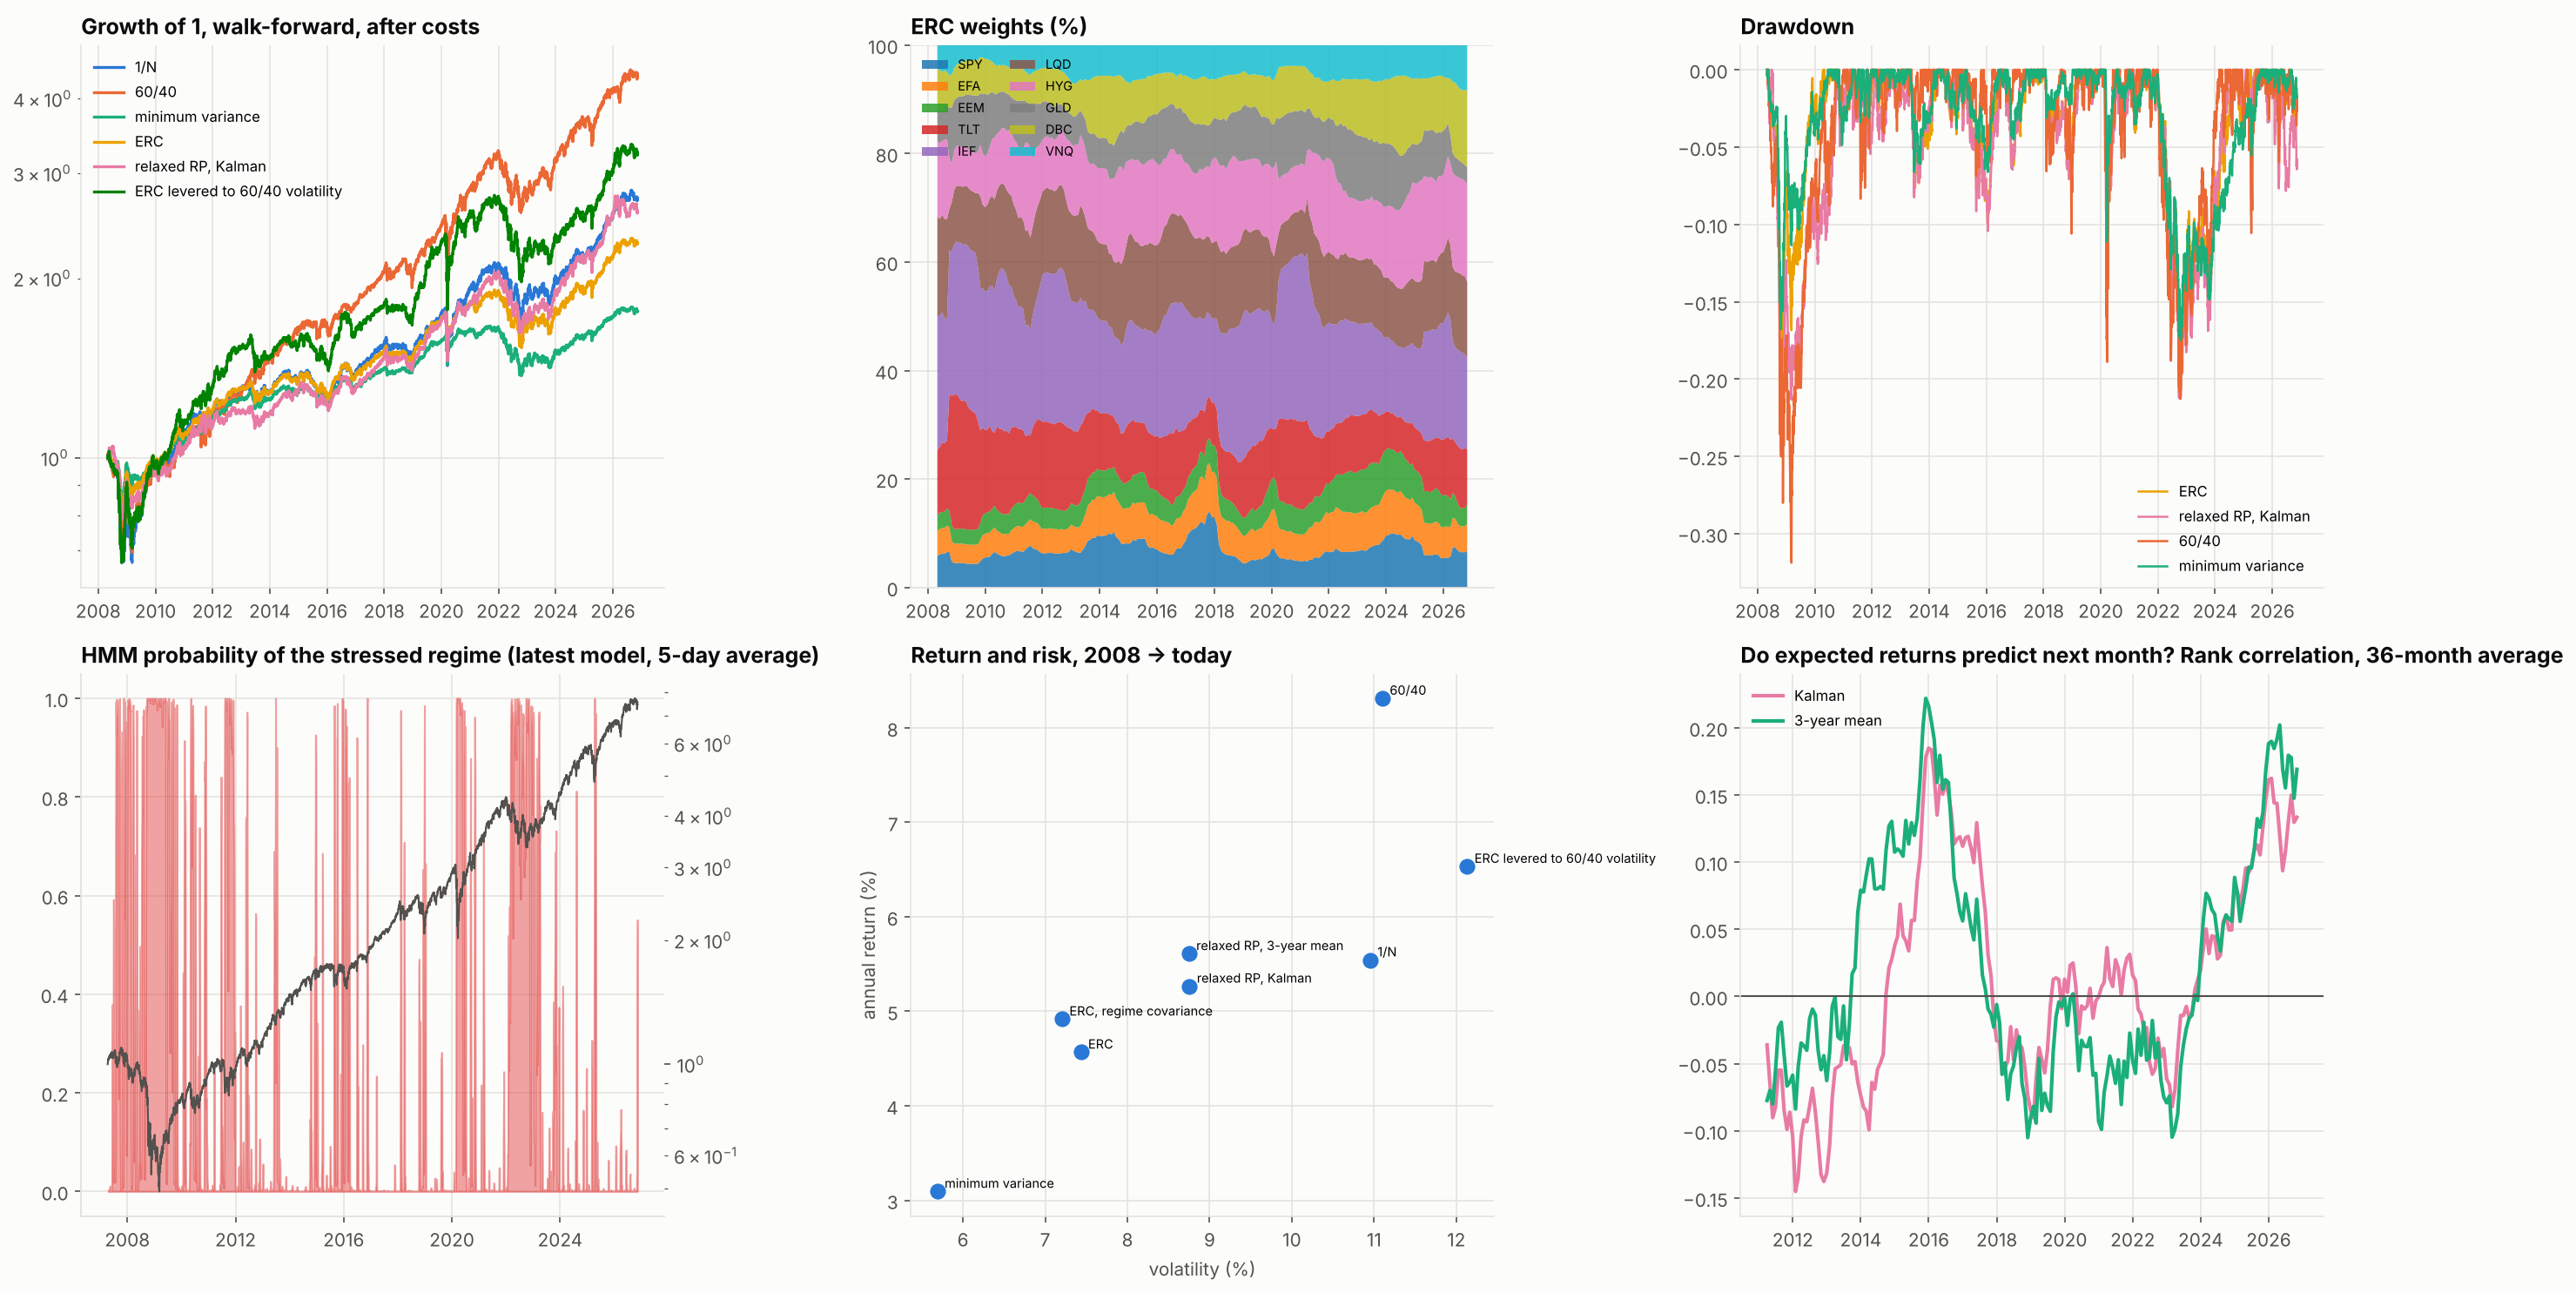 Growth of 1, walk-forward, after costs
1/N
60/40
minimum variance
ERC
relaxed RP, Kalman
ERC levered to 60/40 volatility
4 × 10⁰
3 × 10⁰
2 × 10⁰
10⁰
2008 2010 2012 2014 2016 2018 2020 2022 2024 2026
ERC weights (%)
SPY LQD
EFA HYG
EEM GLD
TLT DBC
IEF VNQ
100
80
60
40
20
0
2008 2010 2012 2014 2016 2018 2020 2022 2024 2026
Drawdown
0.00
−0.05
−0.10
−0.15
−0.20
−0.25
−0.30
ERC
relaxed RP, Kalman
60/40
minimum variance
2008 2010 2012 2014 2016 2018 2020 2022 2024 2026
HMM probability of the stressed regime (latest model, 5-day average)
1.0
0.8
0.6
0.4
0.2
0.0
6 × 10⁰
4 × 10⁰
3 × 10⁰
2 × 10⁰
10⁰
6 × 10⁻¹
2008 2012 2016 2020 2024
Return and risk, 2008 → today
annual return (%)
8
7
6
5
4
3
60/40
ERC levered to 60/40 volatility
relaxed RP, 3-year mean
1/N
relaxed RP, Kalman
ERC, regime covariance
ERC
minimum variance
6 7 8 9 10 11 12
volatility (%)
Do expected returns predict next month? Rank correlation, 36-month average
Kalman
3-year mean
0.20
0.15
0.10
0.05
0.00
−0.05
−0.10
−0.15
2012 2014 2016 2018 2020 2022 2024 2026